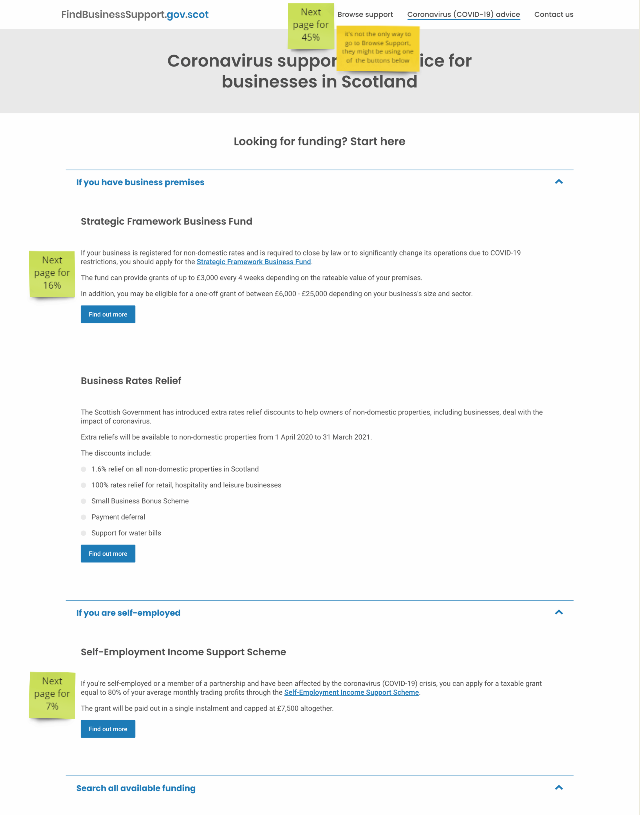 FindBusinessSupport.gov.scot
Next
page for
45%
Browse support
Coronavirus (COVID-19) advice
Contact us
it's not the only way to
go to Browse Support,
they might be using one
of the buttons below
Coronavirus suppor ice for
businesses in Scotland
Looking for funding? Start here
If you have business premises
Strategic Framework Business Fund
Next
page for
16%
If your business is registered for non-domestic rates and is required to close by law or to significantly change its operations due to COVID-19
restrictions, you should apply for the Strategic Framework Business Fund.
The fund can provide grants of up to £3,000 every 4 weeks depending on the rateable value of your premises.
In addition, you may be eligible for a one-off grant of between £6,000 - £25,000 depending on your business's size and sector.
Find out more
Business Rates Relief
The Scottish Government has introduced extra rates relief discounts to help owners of non-domestic properties, including businesses, deal with the
impact of coronavirus.
Extra reliefs will be available to non-domestic properties from 1 April 2020 to 31 March 2021.
The discounts include:
1.6% relief on all non-domestic properties in Scotland
100% rates relief for retail, hospitality and leisure businesses
Small Business Bonus Scheme
Payment deferral
Support for water bills
Find out more
If you are self-employed
Self-Employment Income Support Scheme
Next
page for
7%
If you're self-employed or a member of a partnership and have been affected by the coronavirus (COVID-19) crisis, you can apply for a taxable grant
equal to 80% of your average monthly trading profits through the Self-Employment Income Support Scheme.
The grant will be paid out in a single instalment and capped at £7,500 altogether.
Find out more
Search all available funding